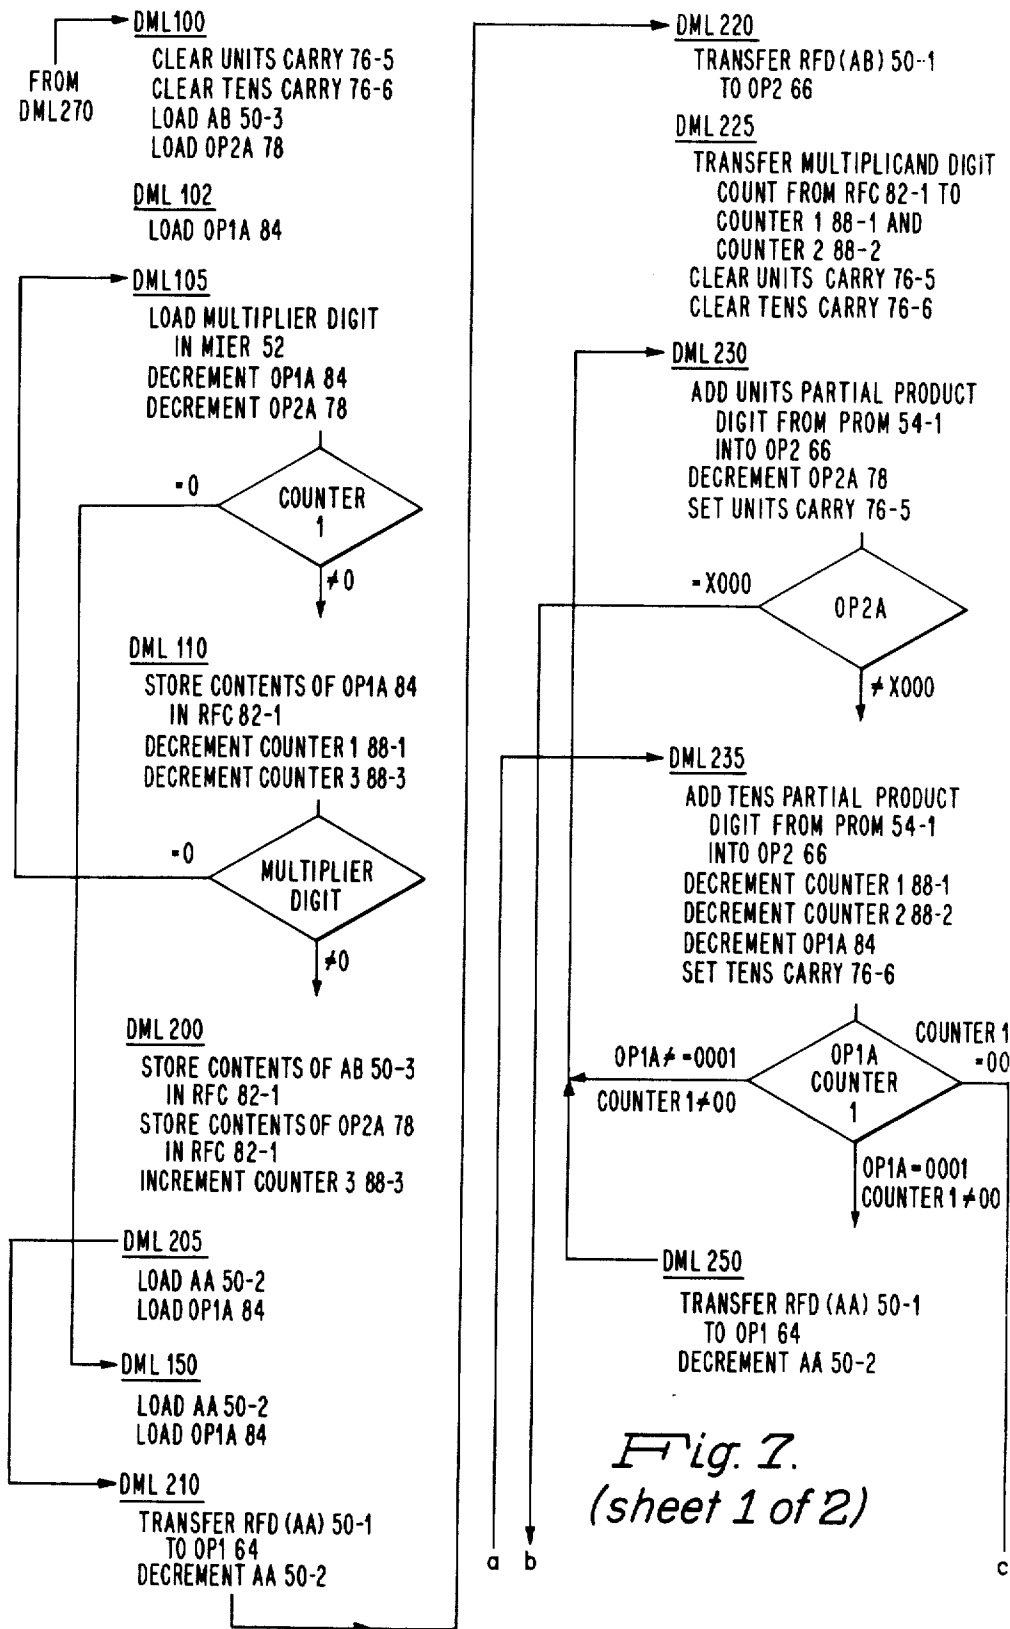 DML100
FROM
DML270
CLEAR UNITS CARRY 76-5
CLEAR TENS CARRY 76-6
LOAD AB 50-3
LOAD OP2A 78
DML 102
LOAD OP1A 84
DML105
LOAD MULTIPLIER DIGIT
IN MIER 52
DECREMENT OP1A 84
DECREMENT OP2A 78
=0
COUNTER
1
≠0
DML 110
STORE CONTENTS OF OP1A 84
IN RFC 82-1
DECREMENT COUNTER 1 88-1
DECREMENT COUNTER 3 88-3
=0
MULTIPLIER
DIGIT
≠0
DML 200
STORE CONTENTS OF AB 50-3
IN RFC 82-1
STORE CONTENTS OF OP2A 78
IN RFC 82-1
INCREMENT COUNTER 3 88-3
DML 205
LOAD AA 50-2
LOAD OP1A 84
DML 150
LOAD AA 50-2
LOAD OP1A 84
DML 210
TRANSFER RFD (AA) 50-1
TO OP1 64
DECREMENT AA 50-2
DML 220
TRANSFER RFD (AB) 50-1
TO OP2 66
DML 225
TRANSFER MULTIPLICAND DIGIT
COUNT FROM RFC 82-1 TO
COUNTER 1 88-1 AND
COUNTER 2 88-2
CLEAR UNITS CARRY 76-5
CLEAR TENS CARRY 76-6
DML 230
ADD UNITS PARTIAL PRODUCT
DIGIT FROM PROM 54-1
INTO OP2 66
DECREMENT OP2A 78
SET UNITS CARRY 76-5
=X000
OP2A
≠X000
DML235
ADD TENS PARTIAL PRODUCT
DIGIT FROM PROM 54-1
INTO OP2 66
DECREMENT COUNTER 1 88-1
DECREMENT COUNTER 2 88-2
DECREMENT OP1A 84
SET TENS CARRY 76-6
OP1A≠=0001
COUNTER 1≠00
OP1A
COUNTER
1
COUNTER 1
=00
OP1A=0001
COUNTER 1≠00
DML 250
TRANSFER RFD (AA) 50-1
TO OP1 64
DECREMENT AA 50-2
Fig. 7.
(sheet 1 of 2)
a b c